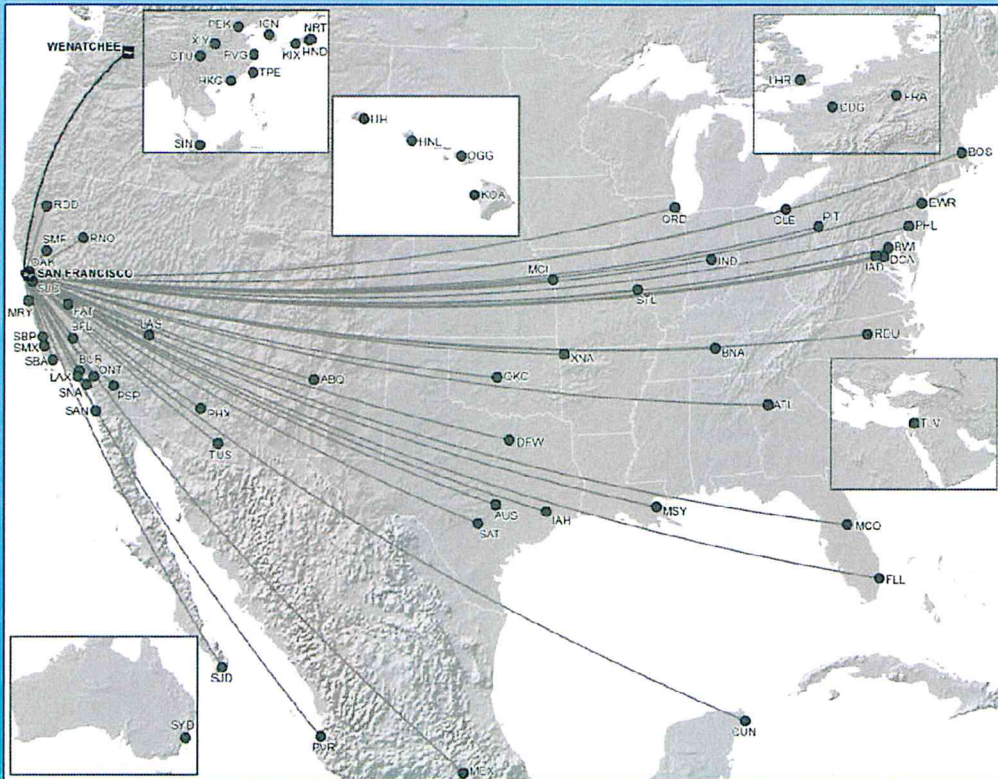 WENATCHEE
PEK
ICN
NRT
XIY
CTU
PVG
KIX
HND
HKG
TPE
SIN
LIH
HNL
OGG
KOA
LHR
CDG
FRA
BOS
RDD
ORD
CLE
EWR
PIT
PHL
SMF
RNO
BWI
IAD
DCA
OAK
SAN FRANCISCO
SJC
MCI
IND
STL
MRY
FAT
BFL
LAS
RDU
SBP
SMX
SBA
XNA
BNA
BUR
ONT
LAX
SNA
PSP
ABQ
OKC
SAN
PHX
ATL
TUS
DFW
TLV
AUS
IAH
SAT
MSY
MCO
FLL
SJD
SYD
PVR
CUN
MEX